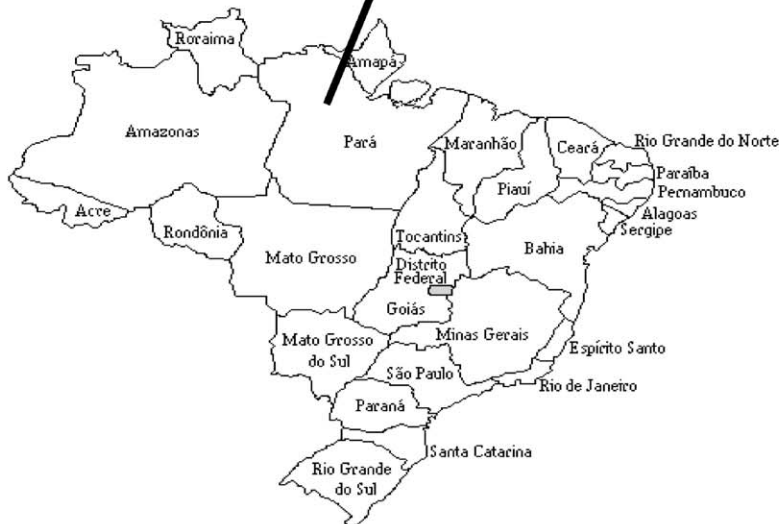 Roraima
Amapá
Amazonas
Pará
Maranhão
Ceará
Rio Grande do Norte
Paraíba
Piauí
Pernambuco
Acre
Alagoas
Rondônia
Sergipe
Tocantins
Bahia
Mato Grosso
Distrito
Federal
Goiás
Minas Gerais
Mato Grosso
do Sul
Espírito Santo
São Paulo
Rio de Janeiro
Paraná
Santa Catarina
Rio Grande
do Sul